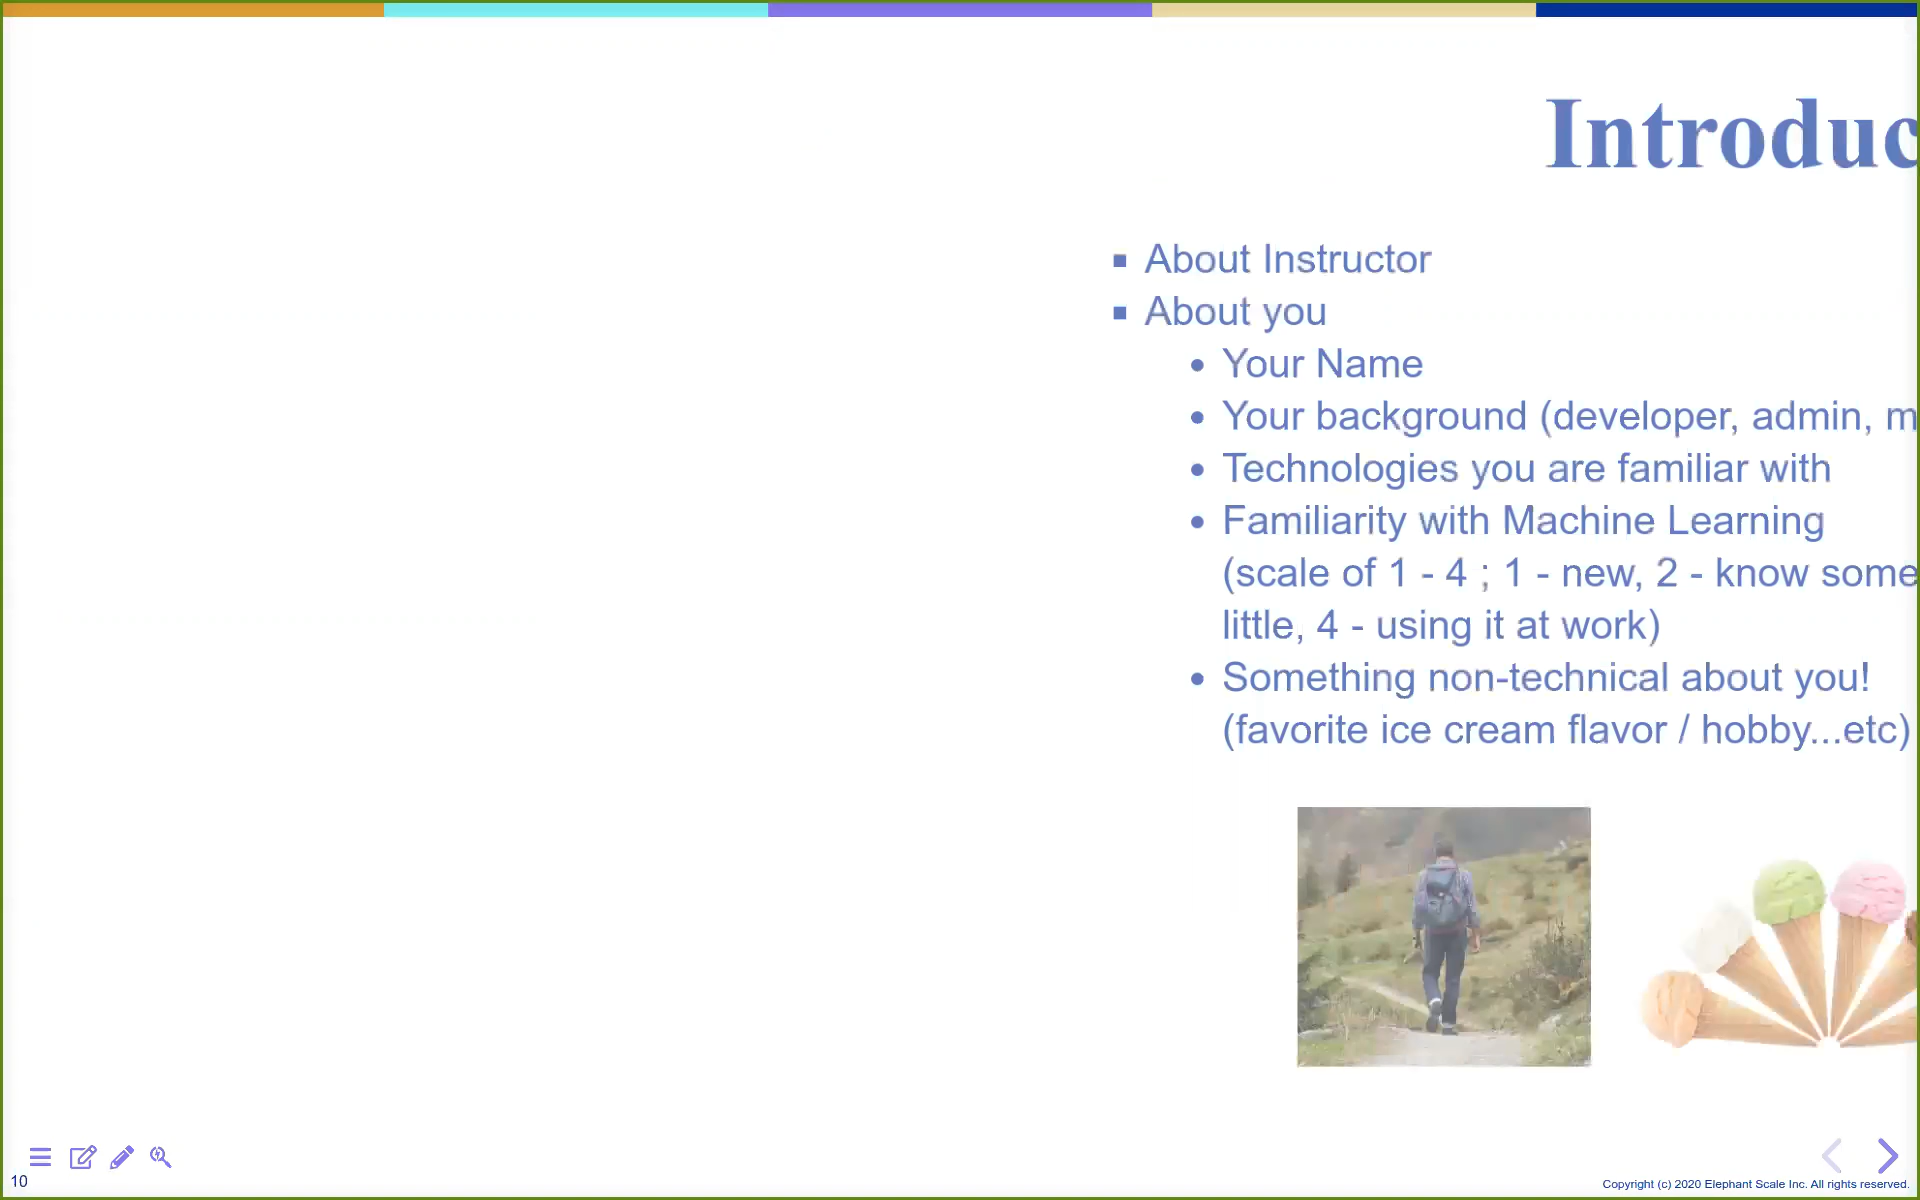 Introduc
About Instructor
About you
Your Name
Your background (developer, admin, m
Technologies you are familiar with
Familiarity with Machine Learning
(scale of 1 - 4 ; 1 - new, 2 - know some
little, 4 - using it at work)
Something non-technical about you!
(favorite ice cream flavor / hobby...etc)
10
Copyright (c) 2020 Elephant Scale Inc. All rights reserved.